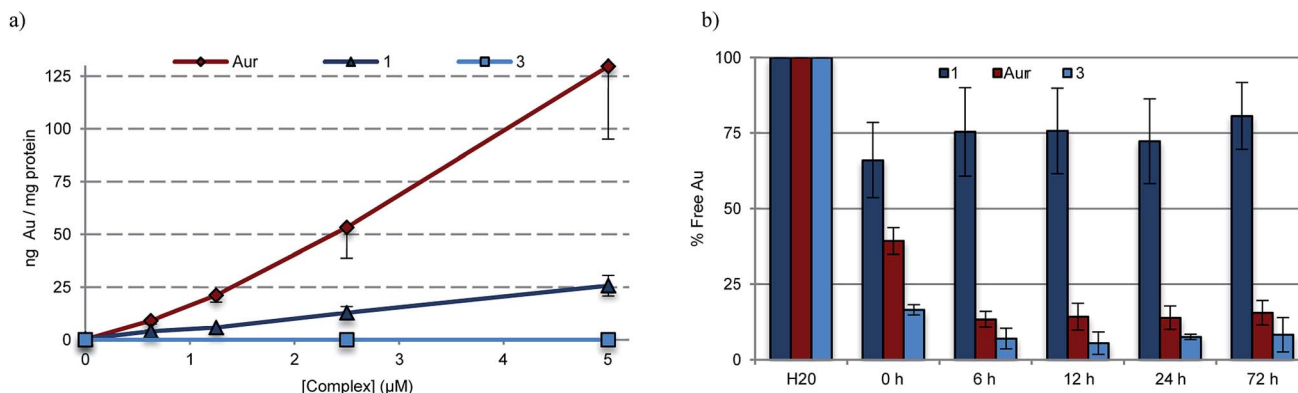 a)
Aur 1 3
125
100
75
50
25
0
ng Au / mg protein
0 1 2 3 4 5
[Complex] (µM)
b)
100
75
50
25
0
% Free Au
1 Aur 3
H20 0 h 6 h 12 h 24 h 72 h